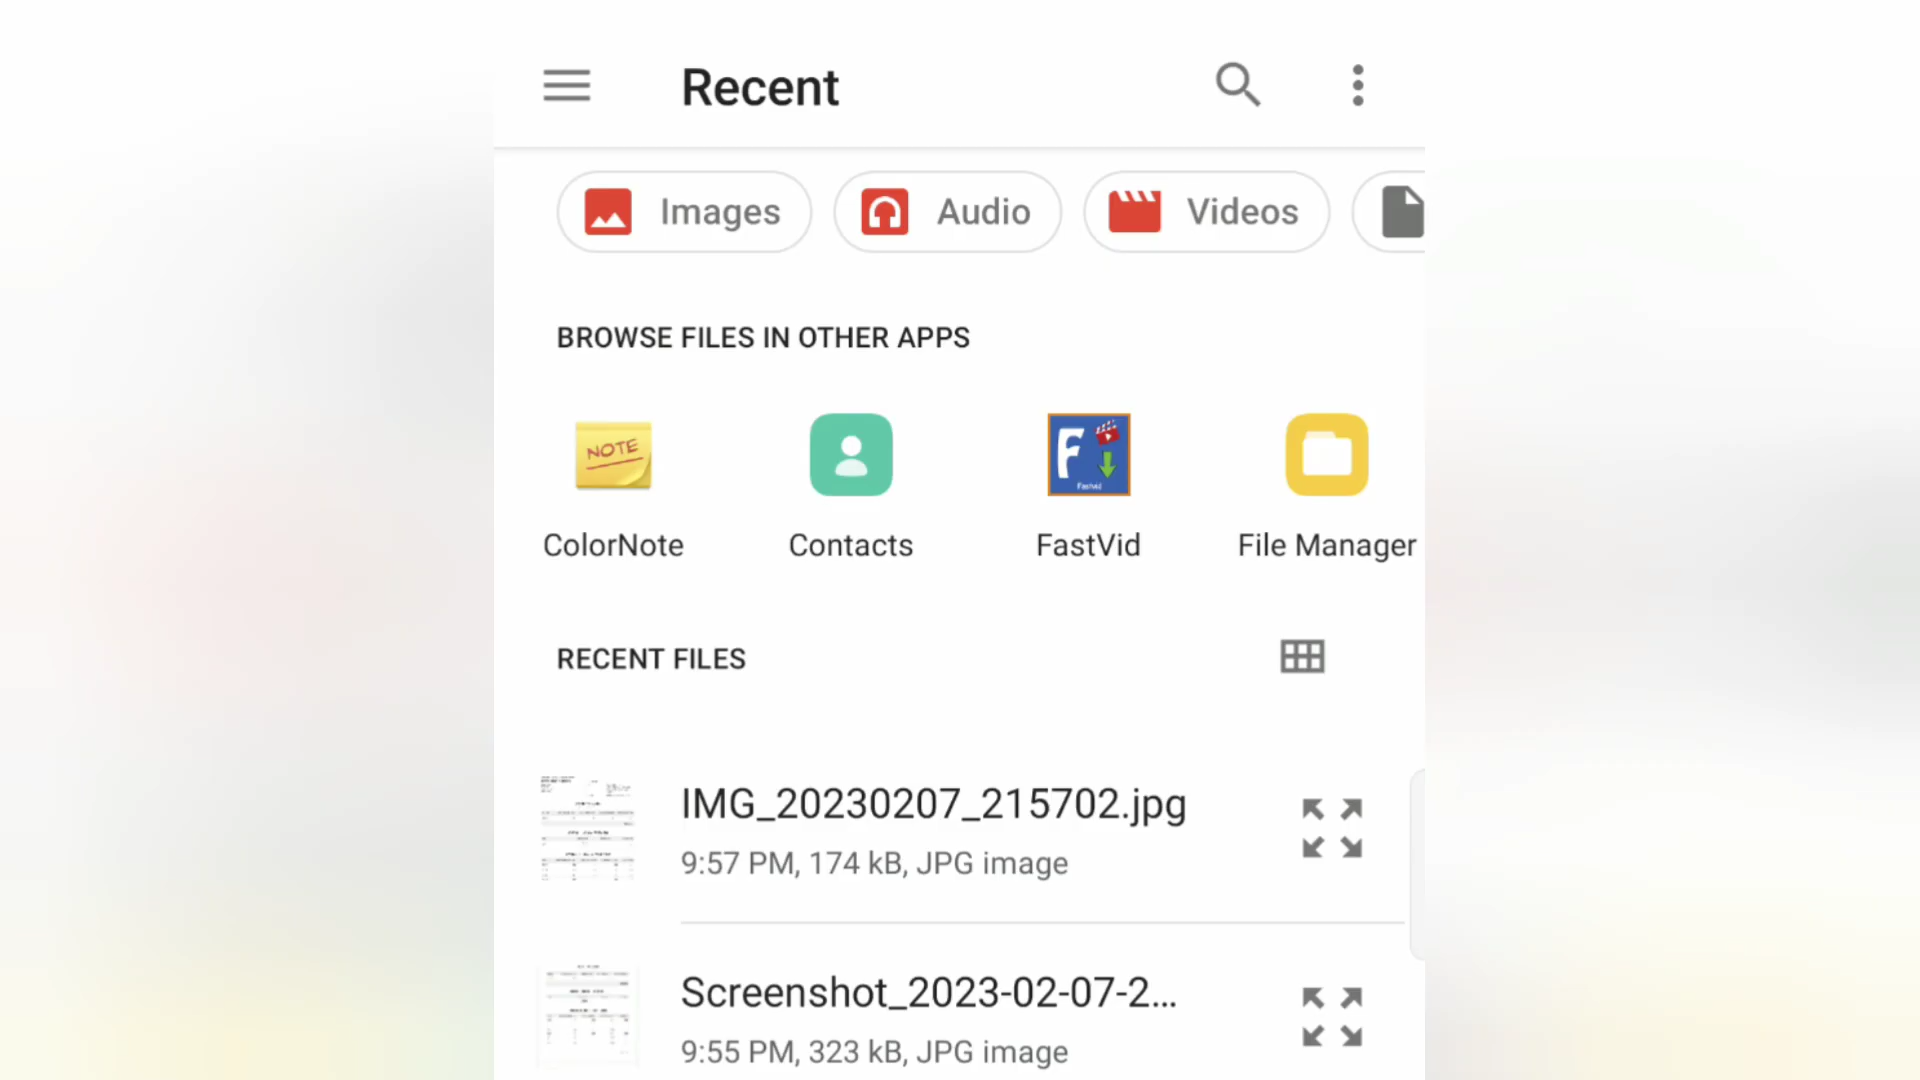 Recent
Images Audio Videos
BROWSE FILES IN OTHER APPS
NOTE
Fastvid
ColorNote Contacts FastVid File Manager
RECENT FILES
IMG_20230207_215702.jpg
9:57 PM, 174 kB, JPG image
Screenshot_2023-02-07-2...
9:55 PM, 323 kB, JPG image